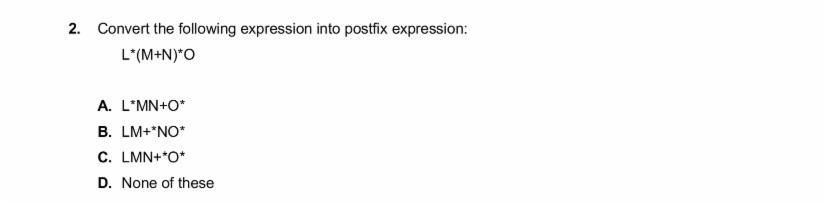 2. Convert the following expression into postfix expression:
L*(M+N)*O
A. L*MN+O*
B. LM+*NO*
C. LMN+*O*
D. None of these